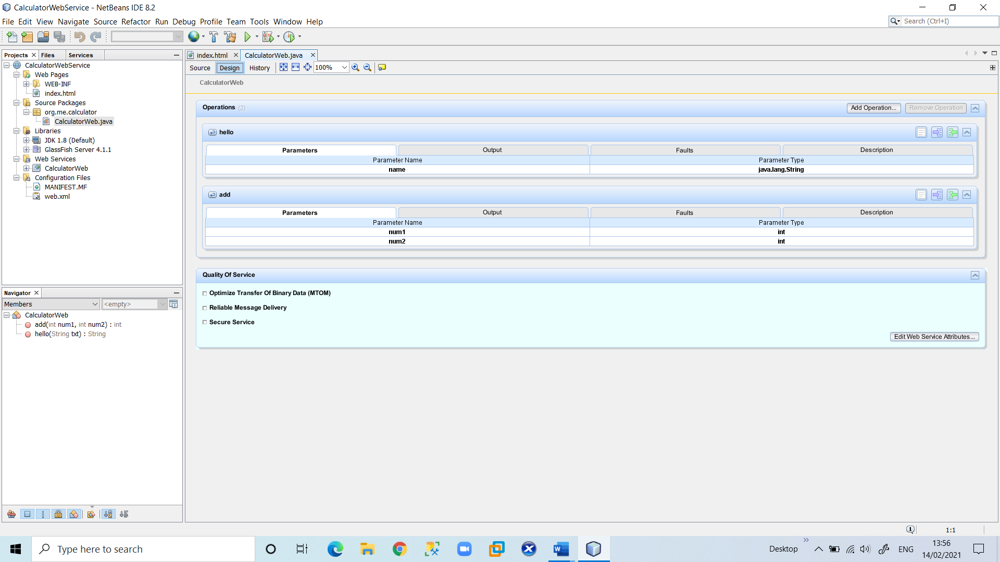 CalculatorWebService - NetBeans IDE 8.2
File Edit View Navigate Source Refactor Run Debug Profile Team Tools Window Help
Search (Ctrl+I)
Projects Files Services
CalculatorWebService
Web Pages
WEB-INF
index.html
Source Packages
org.me.calculator
CalculatorWeb.java
Libraries
JDK 1.8 (Default)
GlassFish Server 4.1.1
Web Services
CalculatorWeb
Configuration Files
MANIFEST.MF
web.xml
Navigator
Members <empty>
CalculatorWeb
add(int num1, int num2) : int
hello(String txt) : String
index.html CalculatorWeb.java
Source Design History 100%
CalculatorWeb
Operations (2) Add Operation... Remove Operation
hello
Parameters Output Faults Description
Parameter Name Parameter Type
name java.lang.String
add
Parameters Output Faults Description
Parameter Name Parameter Type
num1 int
num2 int
Quality Of Service
Optimize Transfer Of Binary Data (MTOM)
Reliable Message Delivery
Secure Service
Edit Web Service Attributes...
1:1
Type here to search
Desktop
ENG
13:56
14/02/2021